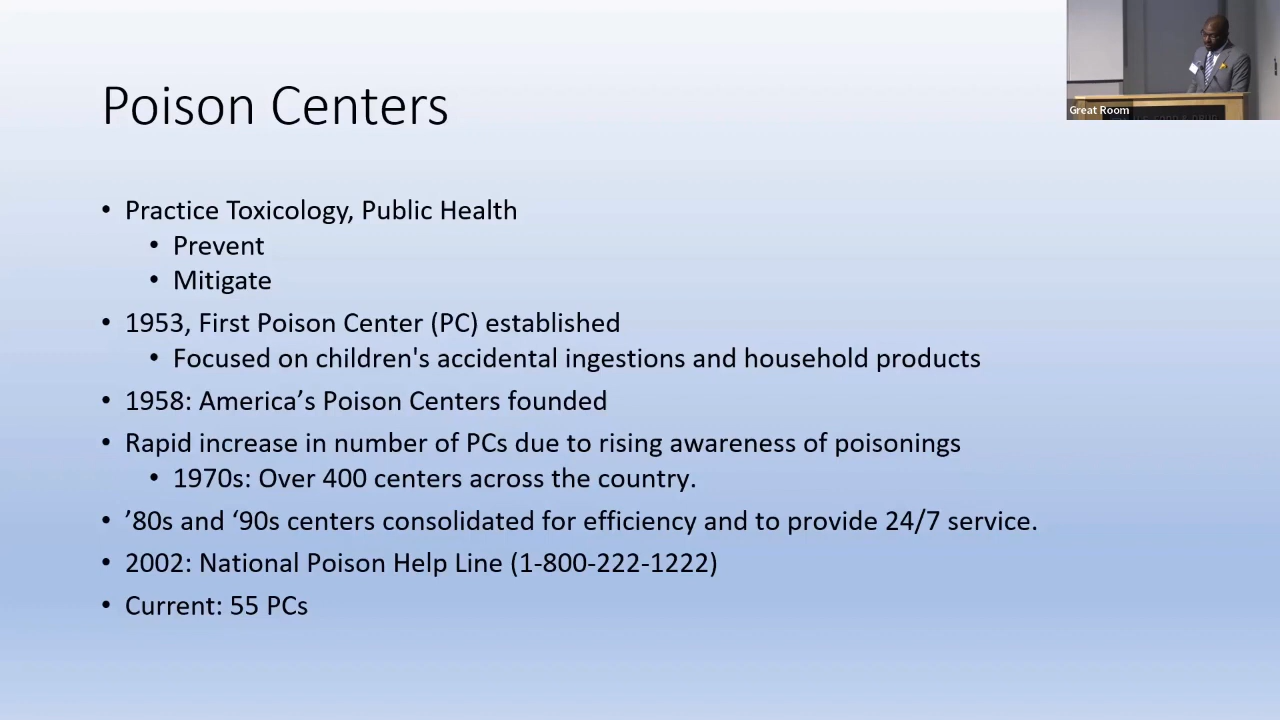 Great Room
Poison Centers
• Practice Toxicology, Public Health
• Prevent
• Mitigate
• 1953, First Poison Center (PC) established
• Focused on children's accidental ingestions and household products
• 1958: America’s Poison Centers founded
• Rapid increase in number of PCs due to rising awareness of poisonings
• 1970s: Over 400 centers across the country.
• ’80s and ‘90s centers consolidated for efficiency and to provide 24/7 service.
• 2002: National Poison Help Line (1-800-222-1222)
• Current: 55 PCs